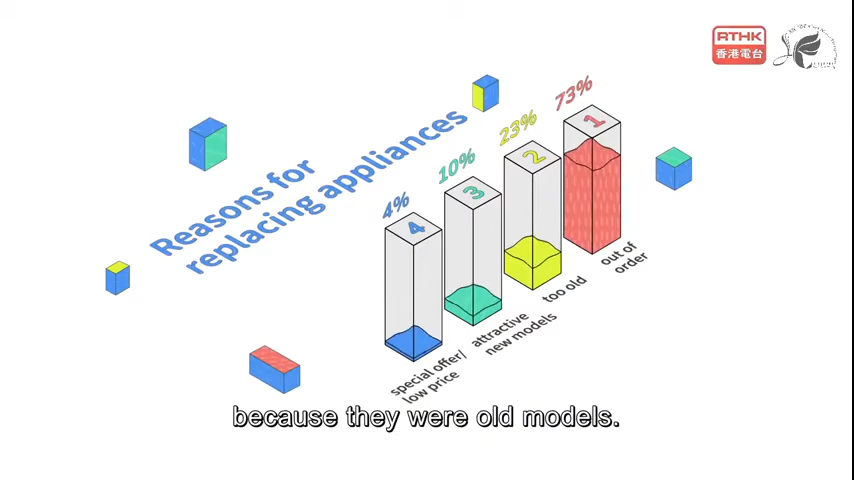 RTHK
香港電台
Reasons for
replacing appliances
4%
10%
23%
73%
4
3
2
1
special offer/
low price
attractive
new models
too old
out of
order
because they were old models.